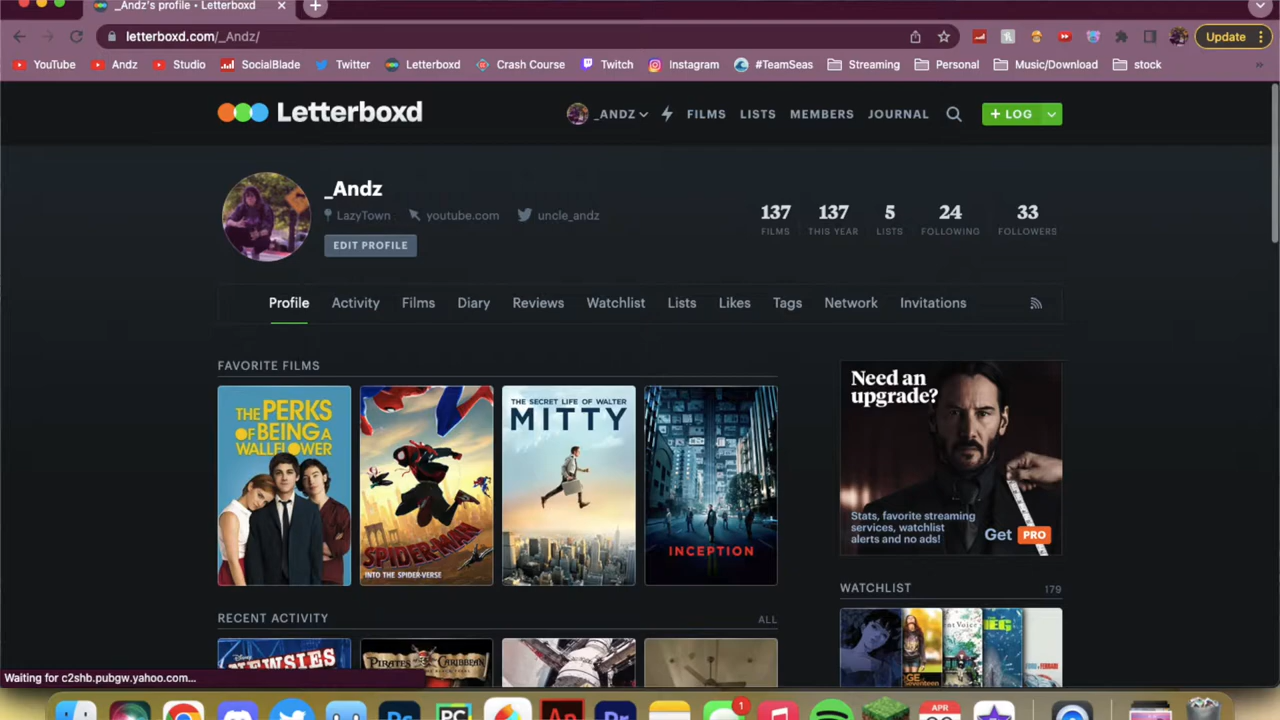 _Andz's profile • Letterboxd
letterboxd.com/_Andz/
Update
YouTube Andz Studio SocialBlade Twitter Letterboxd Crash Course Twitch Instagram #TeamSeas Streaming Personal Music/Download stock
Letterboxd
_ANDZ FILMS LISTS MEMBERS JOURNAL + LOG
_Andz
LazyTown youtube.com uncle_andz
EDIT PROFILE
137 137 5 24 33
FILMS THIS YEAR LISTS FOLLOWING FOLLOWERS
Profile Activity Films Diary Reviews Watchlist Lists Likes Tags Network Invitations
FAVORITE FILMS
THE PERKS
OF BEING A
WALLFLOWER
SPIDER-MAN
INTO THE SPIDER-VERSE
THE SECRET LIFE OF WALTER
MITTY
INCEPTION
Need an
upgrade?
Stats, favorite streaming
services, watchlist
alerts and no ads!
Get PRO
RECENT ACTIVITY ALL
WATCHLIST 179
Disney
NEWSIES
PIRATES CARIBBEAN
Waiting for c2shb.pubgw.yahoo.com...
1
APR